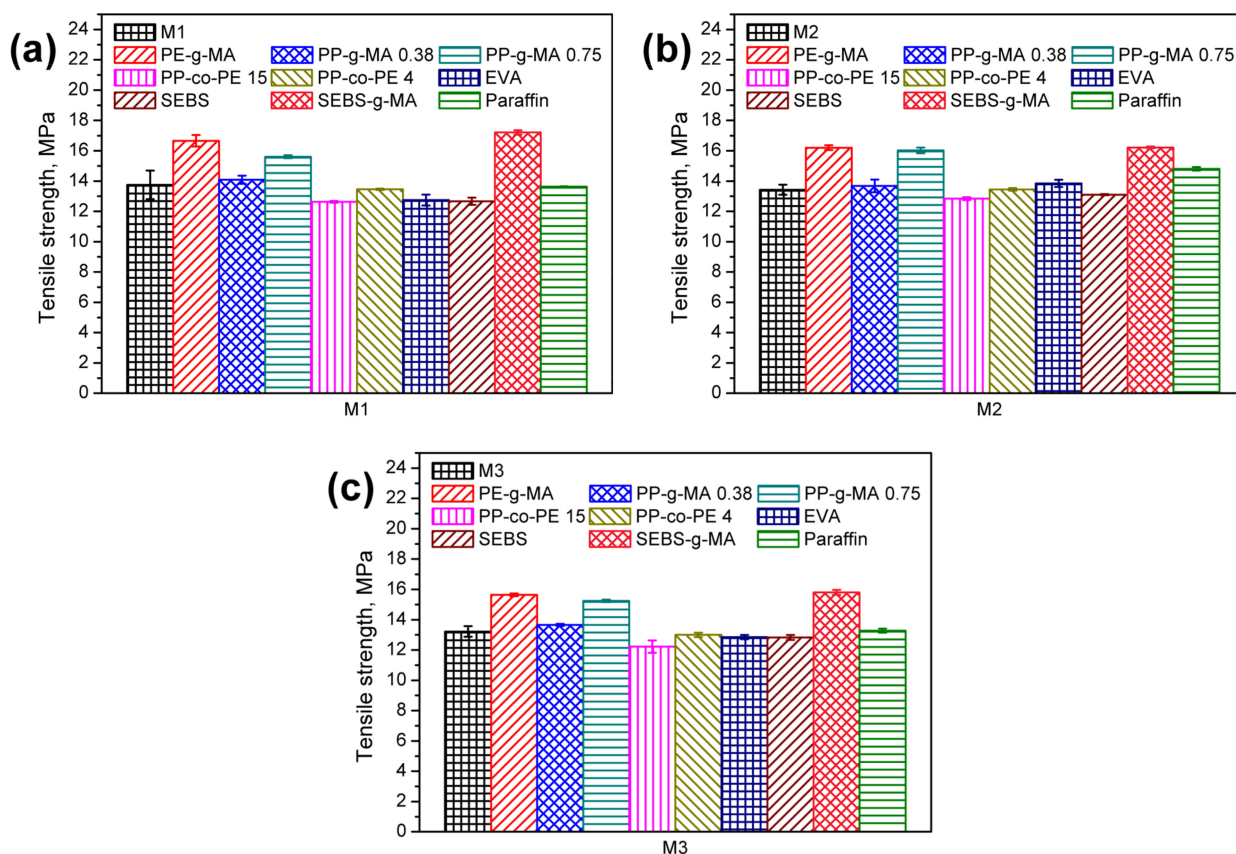 (a)
Tensile strength, MPa
24
22
20
18
16
14
12
10
8
6
4
2
0
M1
PE-g-MA PP-g-MA 0.38 PP-g-MA 0.75
PP-co-PE 15 PP-co-PE 4 EVA
SEBS SEBS-g-MA Paraffin
M1
(b)
Tensile strength, MPa
24
22
20
18
16
14
12
10
8
6
4
2
0
M2
PE-g-MA PP-g-MA 0.38 PP-g-MA 0.75
PP-co-PE 15 PP-co-PE 4 EVA
SEBS SEBS-g-MA Paraffin
M2
(c)
Tensile strength, MPa
24
22
20
18
16
14
12
10
8
6
4
2
0
M3
PE-g-MA PP-g-MA 0.38 PP-g-MA 0.75
PP-co-PE 15 PP-co-PE 4 EVA
SEBS SEBS-g-MA Paraffin
M3